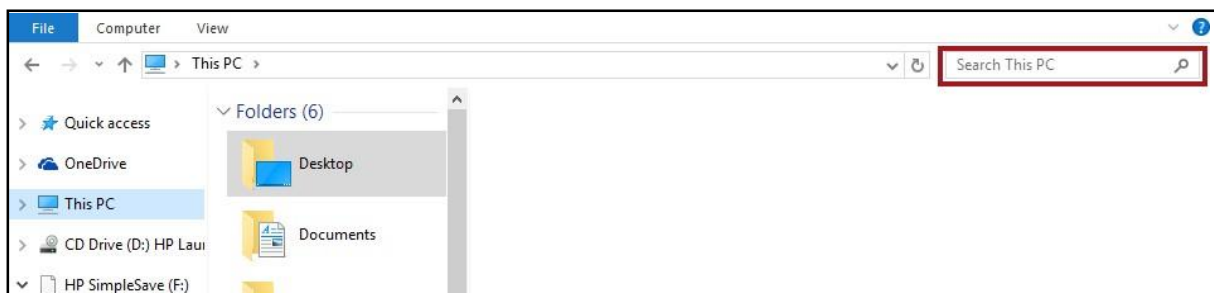 File Computer View
This PC
Search This PC
Quick access
OneDrive
This PC
CD Drive (D:) HP Lau
HP SimpleSave (F:)
Folders (6)
Desktop
Documents